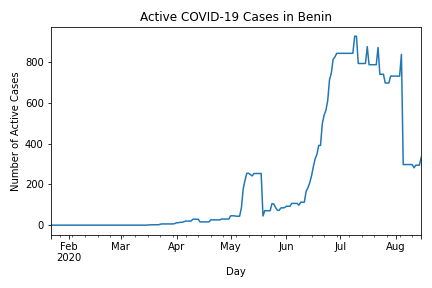 Active COVID-19 Cases in Benin
Number of Active Cases
800
600
400
200
0
Feb Mar Apr May Jun Jul Aug
2020
Day